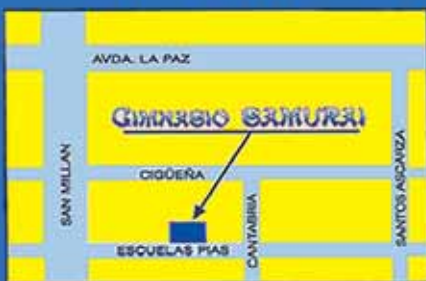 AVDA. LA PAZ
GIMNASIO SAMURAI
CIGÜEÑA
SAN MILLAN
CANTABRIA
SANTOS ASCARZA
ESCUELAS PIAS